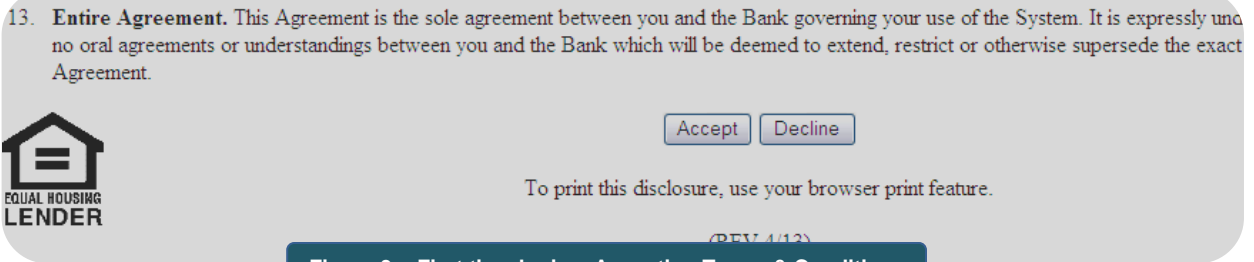 13. Entire Agreement. This Agreement is the sole agreement between you and the Bank governing your use of the System. It is expressly
no oral agreements or understandings between you and the Bank which will be deemed to extend, restrict or otherwise supersede the exact
Agreement.
Accept Decline
EQUAL HOUSING
LENDER
To print this disclosure, use your browser print feature.
(REV 4/13)